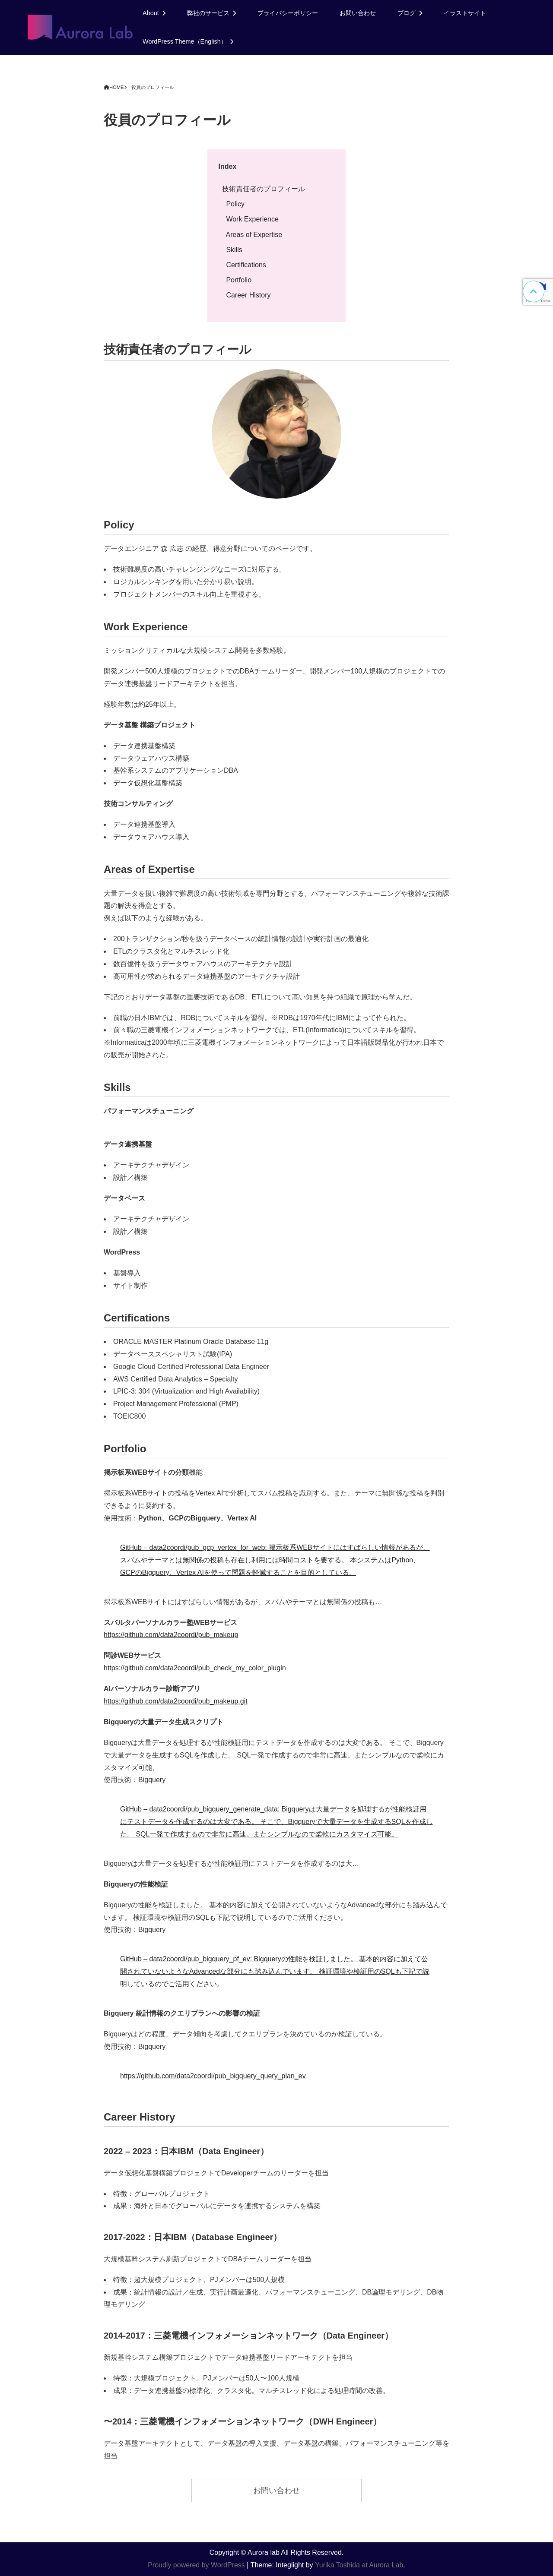 Aurora Lab
About
弊社のサービス
プライバシーポリシー
お問い合わせ
ブログ
イラストサイト
WordPress Theme（English）
HOME
役員のプロフィール
役員のプロフィール
Index
技術責任者のプロフィール
Policy
Work Experience
Areas of Expertise
Skills
Certifications
Portfolio
Career History
技術責任者のプロフィール
Policy
データエンジニア 森 広志 の経歴、得意分野についてのページです。
• 技術難易度の高いチャレンジングなニーズに対応する。
• ロジカルシンキングを用いた分かり易い説明。
• プロジェクトメンバーのスキル向上を重視する。
Work Experience
ミッションクリティカルな大規模システム開発を多数経験。
開発メンバー500人規模のプロジェクトでのDBAチームリーダー、開発メンバー100人規模のプロジェクトでの
データ連携基盤リードアーキテクトを担当。
経験年数は約25年以上。
データ基盤 構築プロジェクト
• データ連携基盤構築
• データウェアハウス構築
• 基幹系システムのアプリケーションDBA
• データ仮想化基盤構築
技術コンサルティング
• データ連携基盤導入
• データウェアハウス導入
Areas of Expertise
大量データを扱い複雑で難易度の高い技術領域を専門分野とする。パフォーマンスチューニングや複雑な技術課
題の解決を得意とする。
例えば以下のような経験がある。
• 200トランザクション/秒を扱うデータベースの統計情報の設計や実行計画の最適化
• ETLのクラスタ化とマルチスレッド化
• 数百億件を扱うデータウェアハウスのアーキテクチャ設計
• 高可用性が求められるデータ連携基盤のアーキテクチャ設計
下記のとおりデータ基盤の重要技術であるDB、ETLについて高い知見を持つ組織で原理から学んだ。
• 前職の日本IBMでは、RDBについてスキルを習得。※RDBは1970年代にIBMによって作られた。
• 前々職の三菱電機インフォメーションネットワークでは、ETL(Informatica)についてスキルを習得。
※Informaticaは2000年頃に三菱電機インフォメーションネットワークによって日本語版製品化が行われ日本で
の販売が開始された。
Skills
パフォーマンスチューニング
データ連携基盤
• アーキテクチャデザイン
• 設計／構築
データベース
• アーキテクチャデザイン
• 設計／構築
WordPress
• 基盤導入
• サイト制作
Certifications
• ORACLE MASTER Platinum Oracle Database 11g
• データベーススペシャリスト試験(IPA)
• Google Cloud Certified Professional Data Engineer
• AWS Certified Data Analytics – Specialty
• LPIC-3: 304 (Virtualization and High Availability)
• Project Management Professional (PMP)
• TOEIC800
Portfolio
掲示板系WEBサイトの分類機能
掲示板系WEBサイトの投稿をVertex AIで分析してスパム投稿を識別する。また、テーマに無関係な投稿を判別
できるように要約する。
使用技術：Python、GCPのBigquery、Vertex AI
GitHub – data2coordi/pub_gcp_vertex_for_web: 掲示板系WEBサイトにはすばらしい情報があるが、
スパムやテーマとは無関係の投稿も存在し利用には時間コストを要する。 本システムはPython、
GCPのBigquery、Vertex AIを使って問題を軽減することを目的としている。
掲示板系WEBサイトにはすばらしい情報があるが、スパムやテーマとは無関係の投稿も…
スパルタパーソナルカラー塾WEBサービス
https://github.com/data2coordi/pub_makeup
問診WEBサービス
https://github.com/data2coordi/pub_check_my_color_plugin
AIパーソナルカラー診断アプリ
https://github.com/data2coordi/pub_makeup.git
Bigqueryの大量データ生成スクリプト
Bigqueryは大量データを処理するが性能検証用にテストデータを作成するのは大変である。 そこで、Bigquery
で大量データを生成するSQLを作成した。 SQL一発で作成するので非常に高速。またシンプルなので柔軟にカ
スタマイズ可能。
使用技術：Bigquery
GitHub – data2coordi/pub_bigquery_generate_data: Bigqueryは大量データを処理するが性能検証用
にテストデータを作成するのは大変である。 そこで、Bigqueryで大量データを生成するSQLを作成し
た。 SQL一発で作成するので非常に高速。またシンプルなので柔軟にカスタマイズ可能。
Bigqueryは大量データを処理するが性能検証用にテストデータを作成するのは大…
Bigqueryの性能検証
Bigqueryの性能を検証しました。 基本的内容に加えて公開されていないようなAdvancedな部分にも踏み込んで
います。 検証環境や検証用のSQLも下記で説明しているのでご活用ください。
使用技術：Bigquery
GitHub – data2coordi/pub_bigquery_pf_ev: Bigqueryの性能を検証しました。 基本的内容に加えて公
開されていないようなAdvancedな部分にも踏み込んでいます。 検証環境や検証用のSQLも下記で説
明しているのでご活用ください。
Bigquery 統計情報のクエリプランへの影響の検証
Bigqueryはどの程度、データ傾向を考慮してクエリプランを決めているのか検証している。
使用技術：Bigquery
https://github.com/data2coordi/pub_bigquery_query_plan_ev
Career History
2022 – 2023：日本IBM（Data Engineer）
データ仮想化基盤構築プロジェクトでDeveloperチームのリーダーを担当
• 特徴：グローバルプロジェクト
• 成果：海外と日本でグローバルにデータを連携するシステムを構築
2017-2022：日本IBM（Database Engineer）
大規模基幹システム刷新プロジェクトでDBAチームリーダーを担当
• 特徴：超大規模プロジェクト。PJメンバーは500人規模
• 成果：統計情報の設計／生成、実行計画最適化、パフォーマンスチューニング、DB論理モデリング、DB物
理モデリング
2014-2017：三菱電機インフォメーションネットワーク（Data Engineer）
新規基幹システム構築プロジェクトでデータ連携基盤リードアーキテクトを担当
• 特徴：大規模プロジェクト。PJメンバーは50人〜100人規模
• 成果：データ連携基盤の標準化、クラスタ化。マルチスレッド化による処理時間の改善。
〜2014：三菱電機インフォメーションネットワーク（DWH Engineer）
データ基盤アーキテクトとして、データ基盤の導入支援、データ基盤の構築、パフォーマンスチューニング等を
担当
お問い合わせ
Copyright © Aurora lab All Rights Reserved.
Proudly powered by WordPress | Theme: Integlight by Yurika Toshida at Aurora Lab.